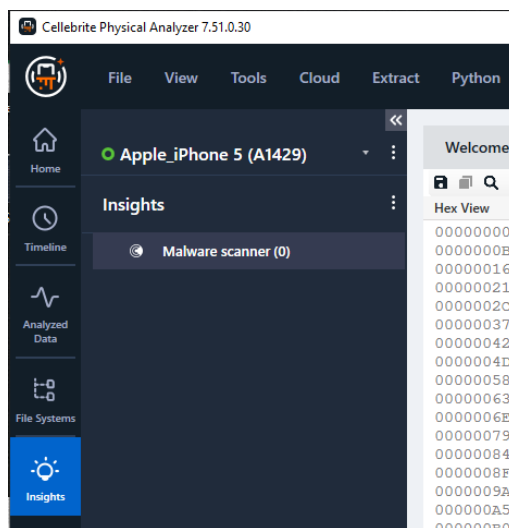 Cellebrite Physical Analyzer 7.51.0.30
File View Tools Cloud Extract Python
Home
Timeline
Analyzed
Data
File Systems
Insights
Apple_iPhone 5 (A1429)
Insights
Malware scanner (0)
Welcome
Hex View
00000000
0000000B
00000016
00000021
0000002C
00000037
00000042
0000004D
00000058
00000063
0000006E
00000079
00000084
0000008F
0000009A
000000A5
000000B0